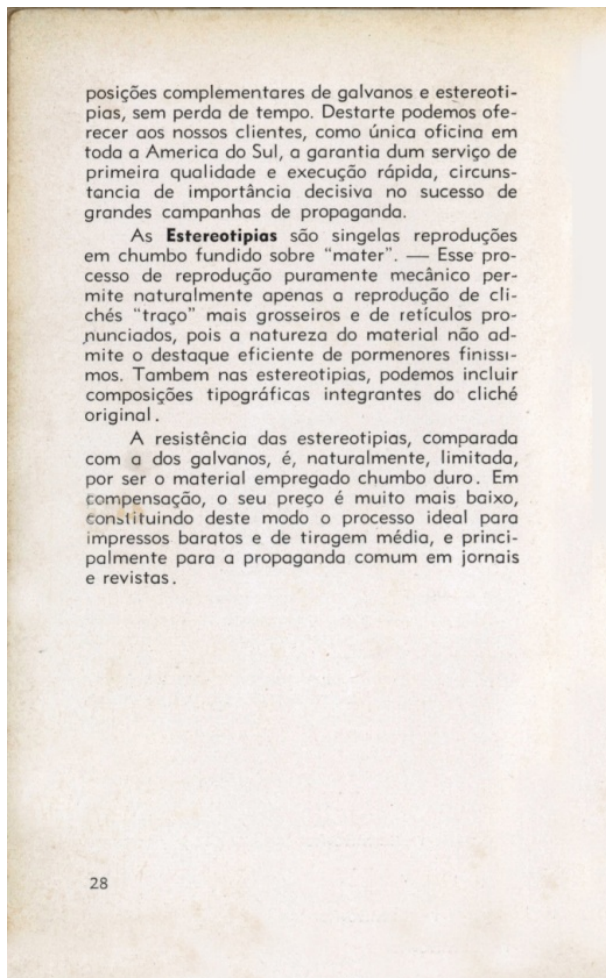 posições complementares de galvanos e estereoti-
pias, sem perda de tempo. Destarte podemos ofe-
recer aos nossos clientes, como única oficina em
toda a America do Sul, a garantia dum serviço de
primeira qualidade e execução rápida, circuns-
tancia de importância decisiva no sucesso de
grandes campanhas de propaganda.
As Estereotipias são singelas reproduções
em chumbo fundido sobre "mater". — Esse pro-
cesso de reprodução puramente mecânico per-
mite naturalmente apenas a reprodução de cli-
chés "traço" mais grosseiros e de retículos pro-
nunciados, pois a natureza do material não ad-
mite o destaque eficiente de pormenores finissi-
mos. Tambem nas estereotipias, podemos incluir
composições tipográficas integrantes do cliché
original.
A resistência das estereotipias, comparada
com a dos galvanos, é, naturalmente, limitada,
por ser o material empregado chumbo duro. Em
compensação, o seu preço é muito mais baixo,
constituindo deste modo o processo ideal para
impressos baratos e de tiragem média, e princi-
palmente para a propaganda comum em jornais
e revistas.
28